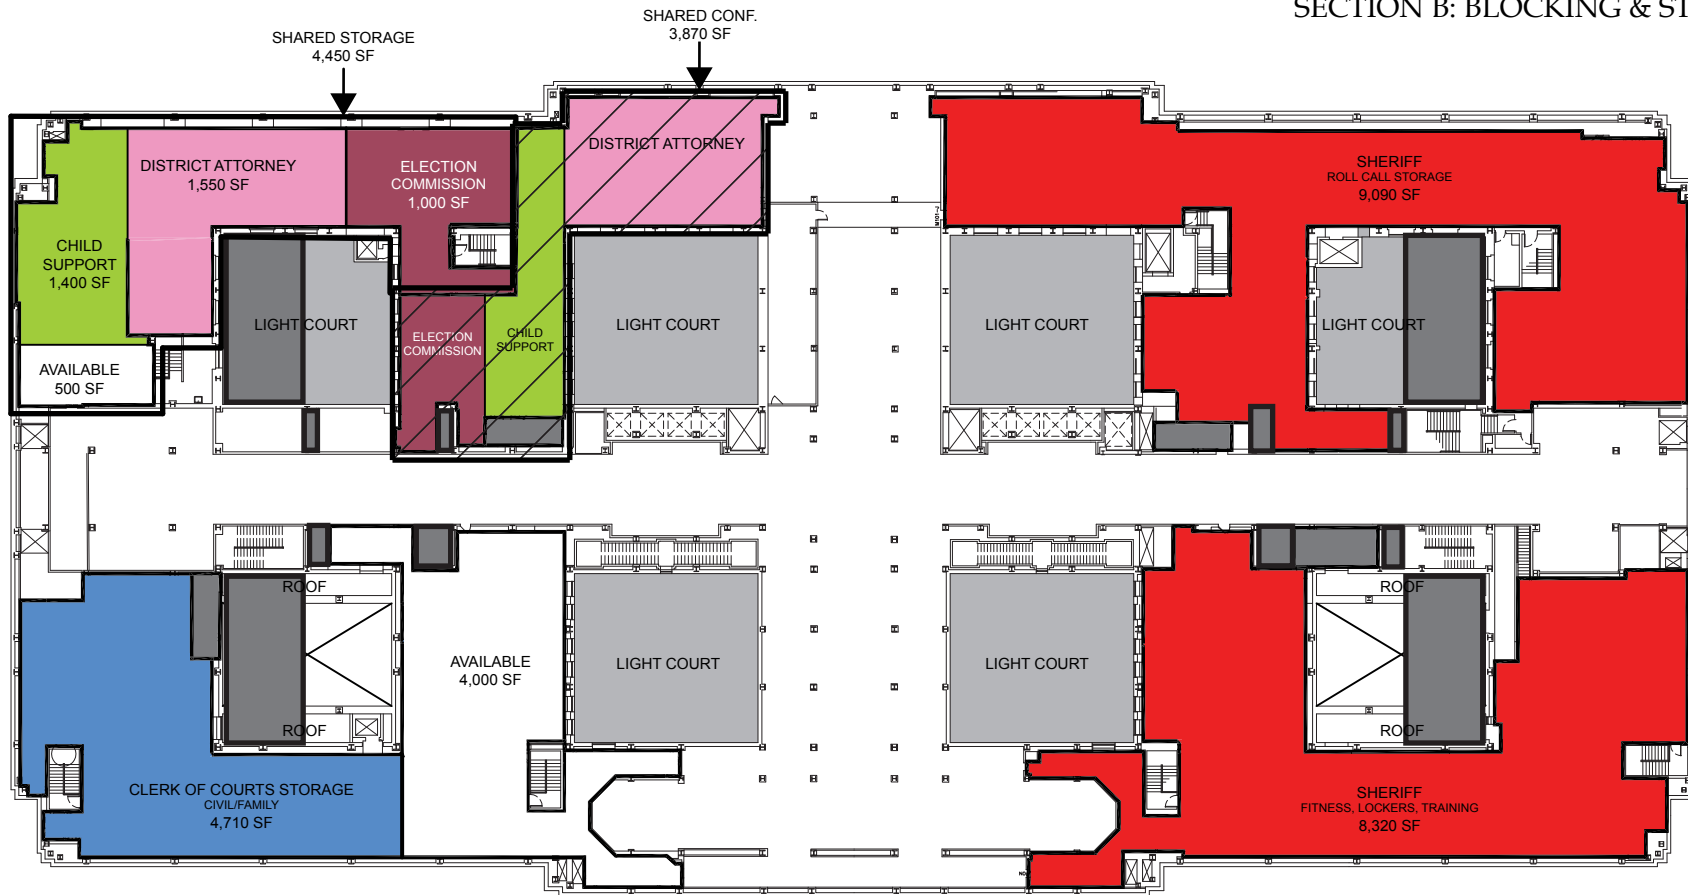 SECTION B: BLOCKING & ST
SHARED CONF.
3,870 SF
SHARED STORAGE
4,450 SF
DISTRICT ATTORNEY
1,550 SF
ELECTION
COMMISSION
1,000 SF
DISTRICT ATTORNEY
SHERIFF
ROLL CALL STORAGE
9,090 SF
CHILD
SUPPORT
1,400 SF
LIGHT COURT
ELECTION
COMMISSION
CHILD
SUPPORT
LIGHT COURT
LIGHT COURT
LIGHT COURT
AVAILABLE
500 SF
ROOF
ROOF
AVAILABLE
4,000 SF
LIGHT COURT
LIGHT COURT
ROOF
ROOF
CLERK OF COURTS STORAGE
CIVIL/FAMILY
4,710 SF
SHERIFF
FITNESS, LOCKERS, TRAINING
8,320 SF